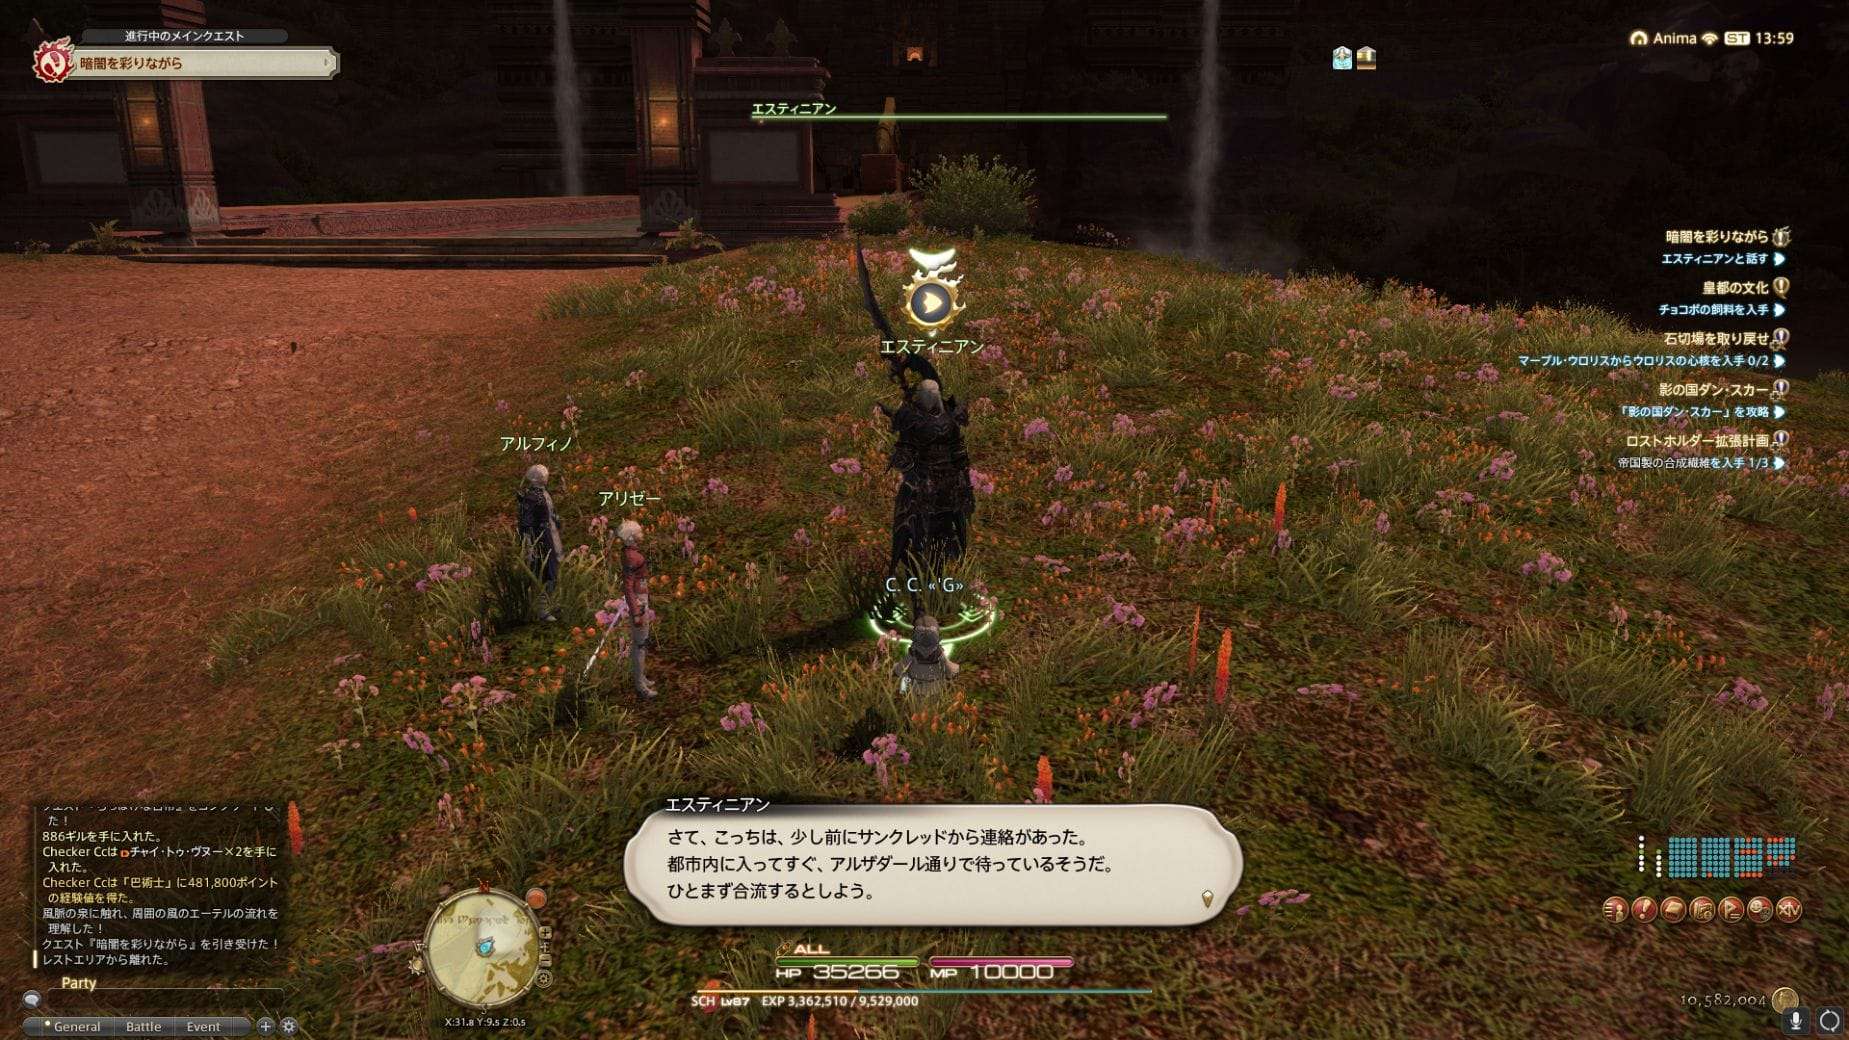 進行中のメインクエスト
暗闇を彩りながら
Anima ST 13:59
エスティニアン
暗闇を彩りながら
エスティニアンと話す
皇都の文化
チョコボの飼料を入手
石切場を取り戻せ
マーブル・ウロリスからウロリスの心核を入手 0/2
影の国ダン・スカー
「影の国ダン・スカー」を攻略
ロストホルダー拡張計画
帝国製の合成繊維を入手 1/3
エスティニアン
アルフィノ
アリゼー
C. C. «'G»
エスティニアン
さて、こっちは、少し前にサンクレッドから連絡があった。
都市内に入ってすぐ、アルザダール通りで待っているそうだ。
ひとまず合流するとしよう。
た！
886ギルを手に入れた。
Checker Ccは チャイ・トゥ・ヴヌー×2を手に
入れた。
Checker Ccは「巴術士」に481,800ポイント
の経験値を得た。
風脈の泉に触れ、周囲の風のエーテルの流れを
理解した！
クエスト『暗闇を彩りながら』を引き受けた！
レストエリアから離れた。
Party
General Battle Event
N
X:31.8 Y:9.5 Z:0.5
ALL
HP 35266 MP 10000
SCH Lv87 EXP 3,362,510 / 9,529,000
XIV
10,582,004